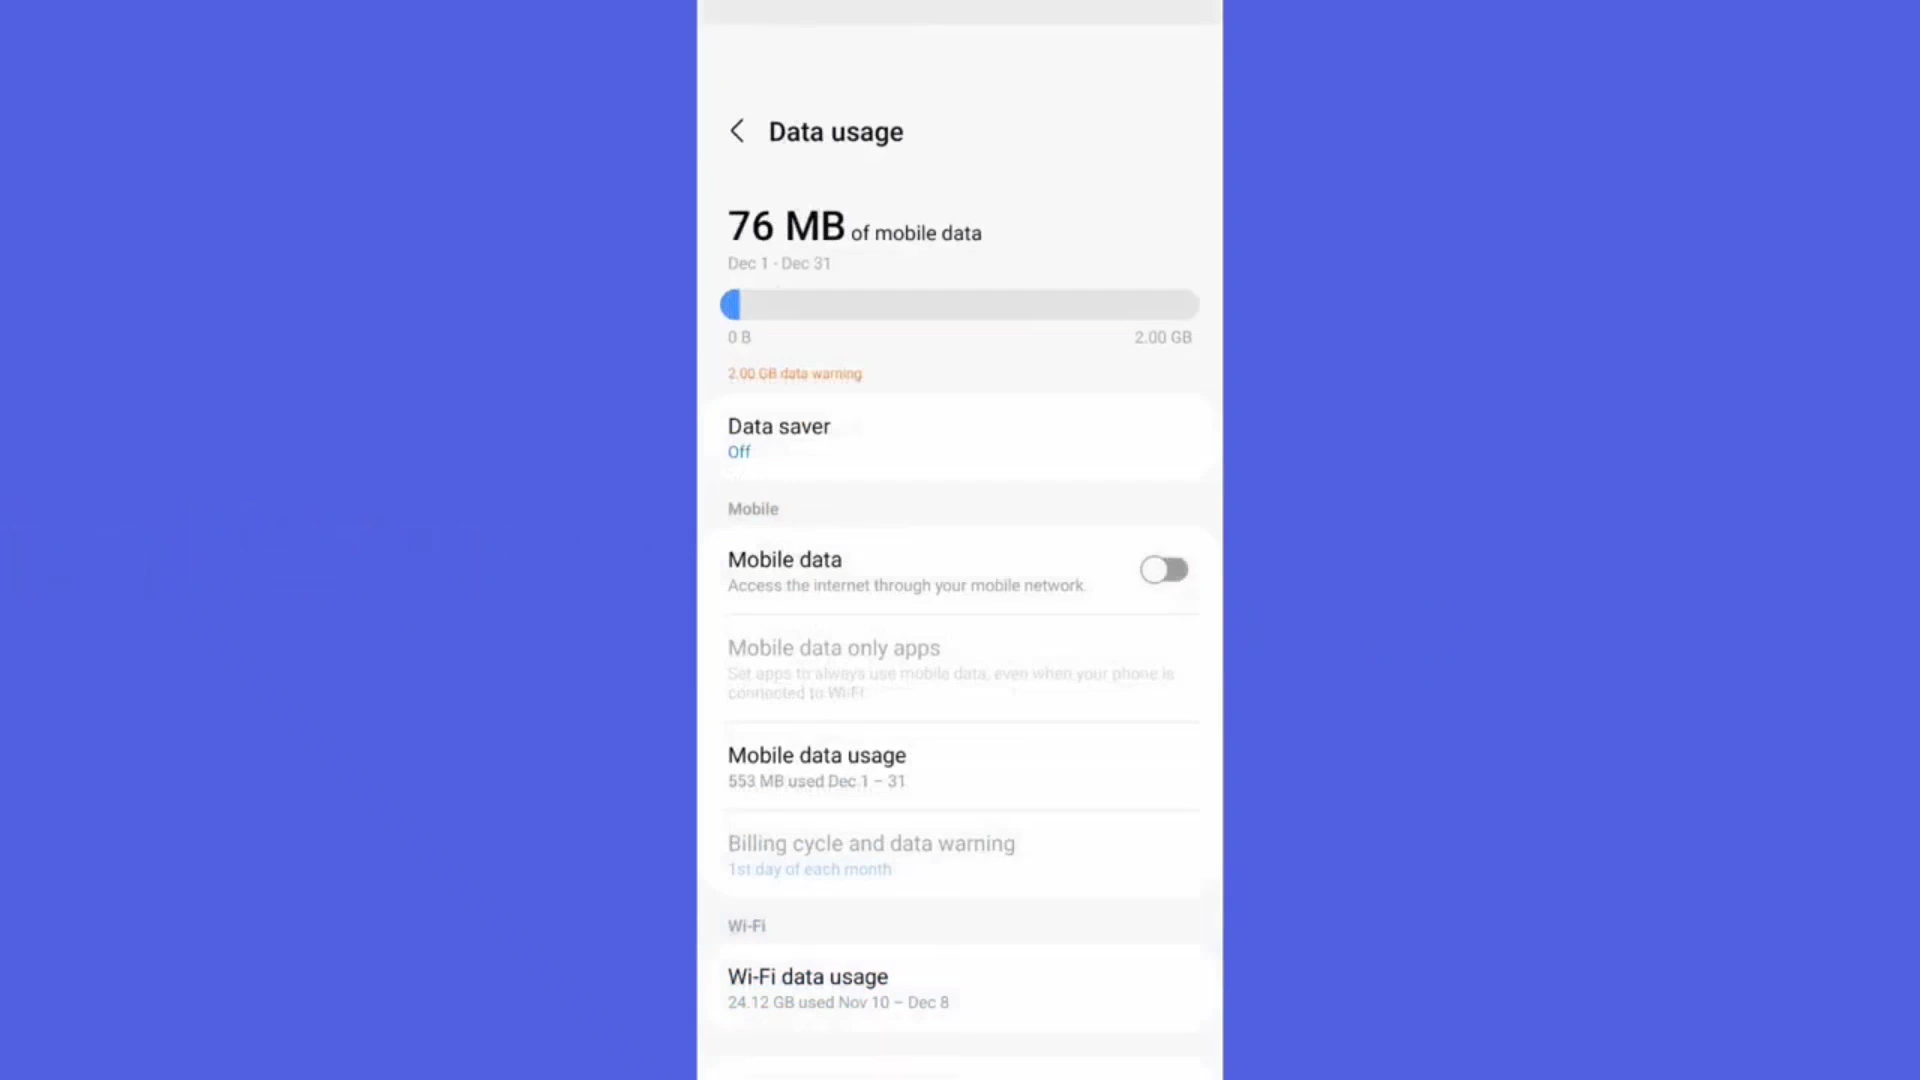 Data usage
76 MB of mobile data
Dec 1 - Dec 31
0 B 2.00 GB
2.00 GB data warning
Data saver
Off
Mobile
Mobile data
Access the internet through your mobile network.
Mobile data only apps
Set apps to always use mobile data, even when your phone is
connected to Wi-Fi.
Mobile data usage
553 MB used Dec 1 – 31
Billing cycle and data warning
1st day of each month
Wi-Fi
Wi-Fi data usage
24.12 GB used Nov 10 – Dec 8